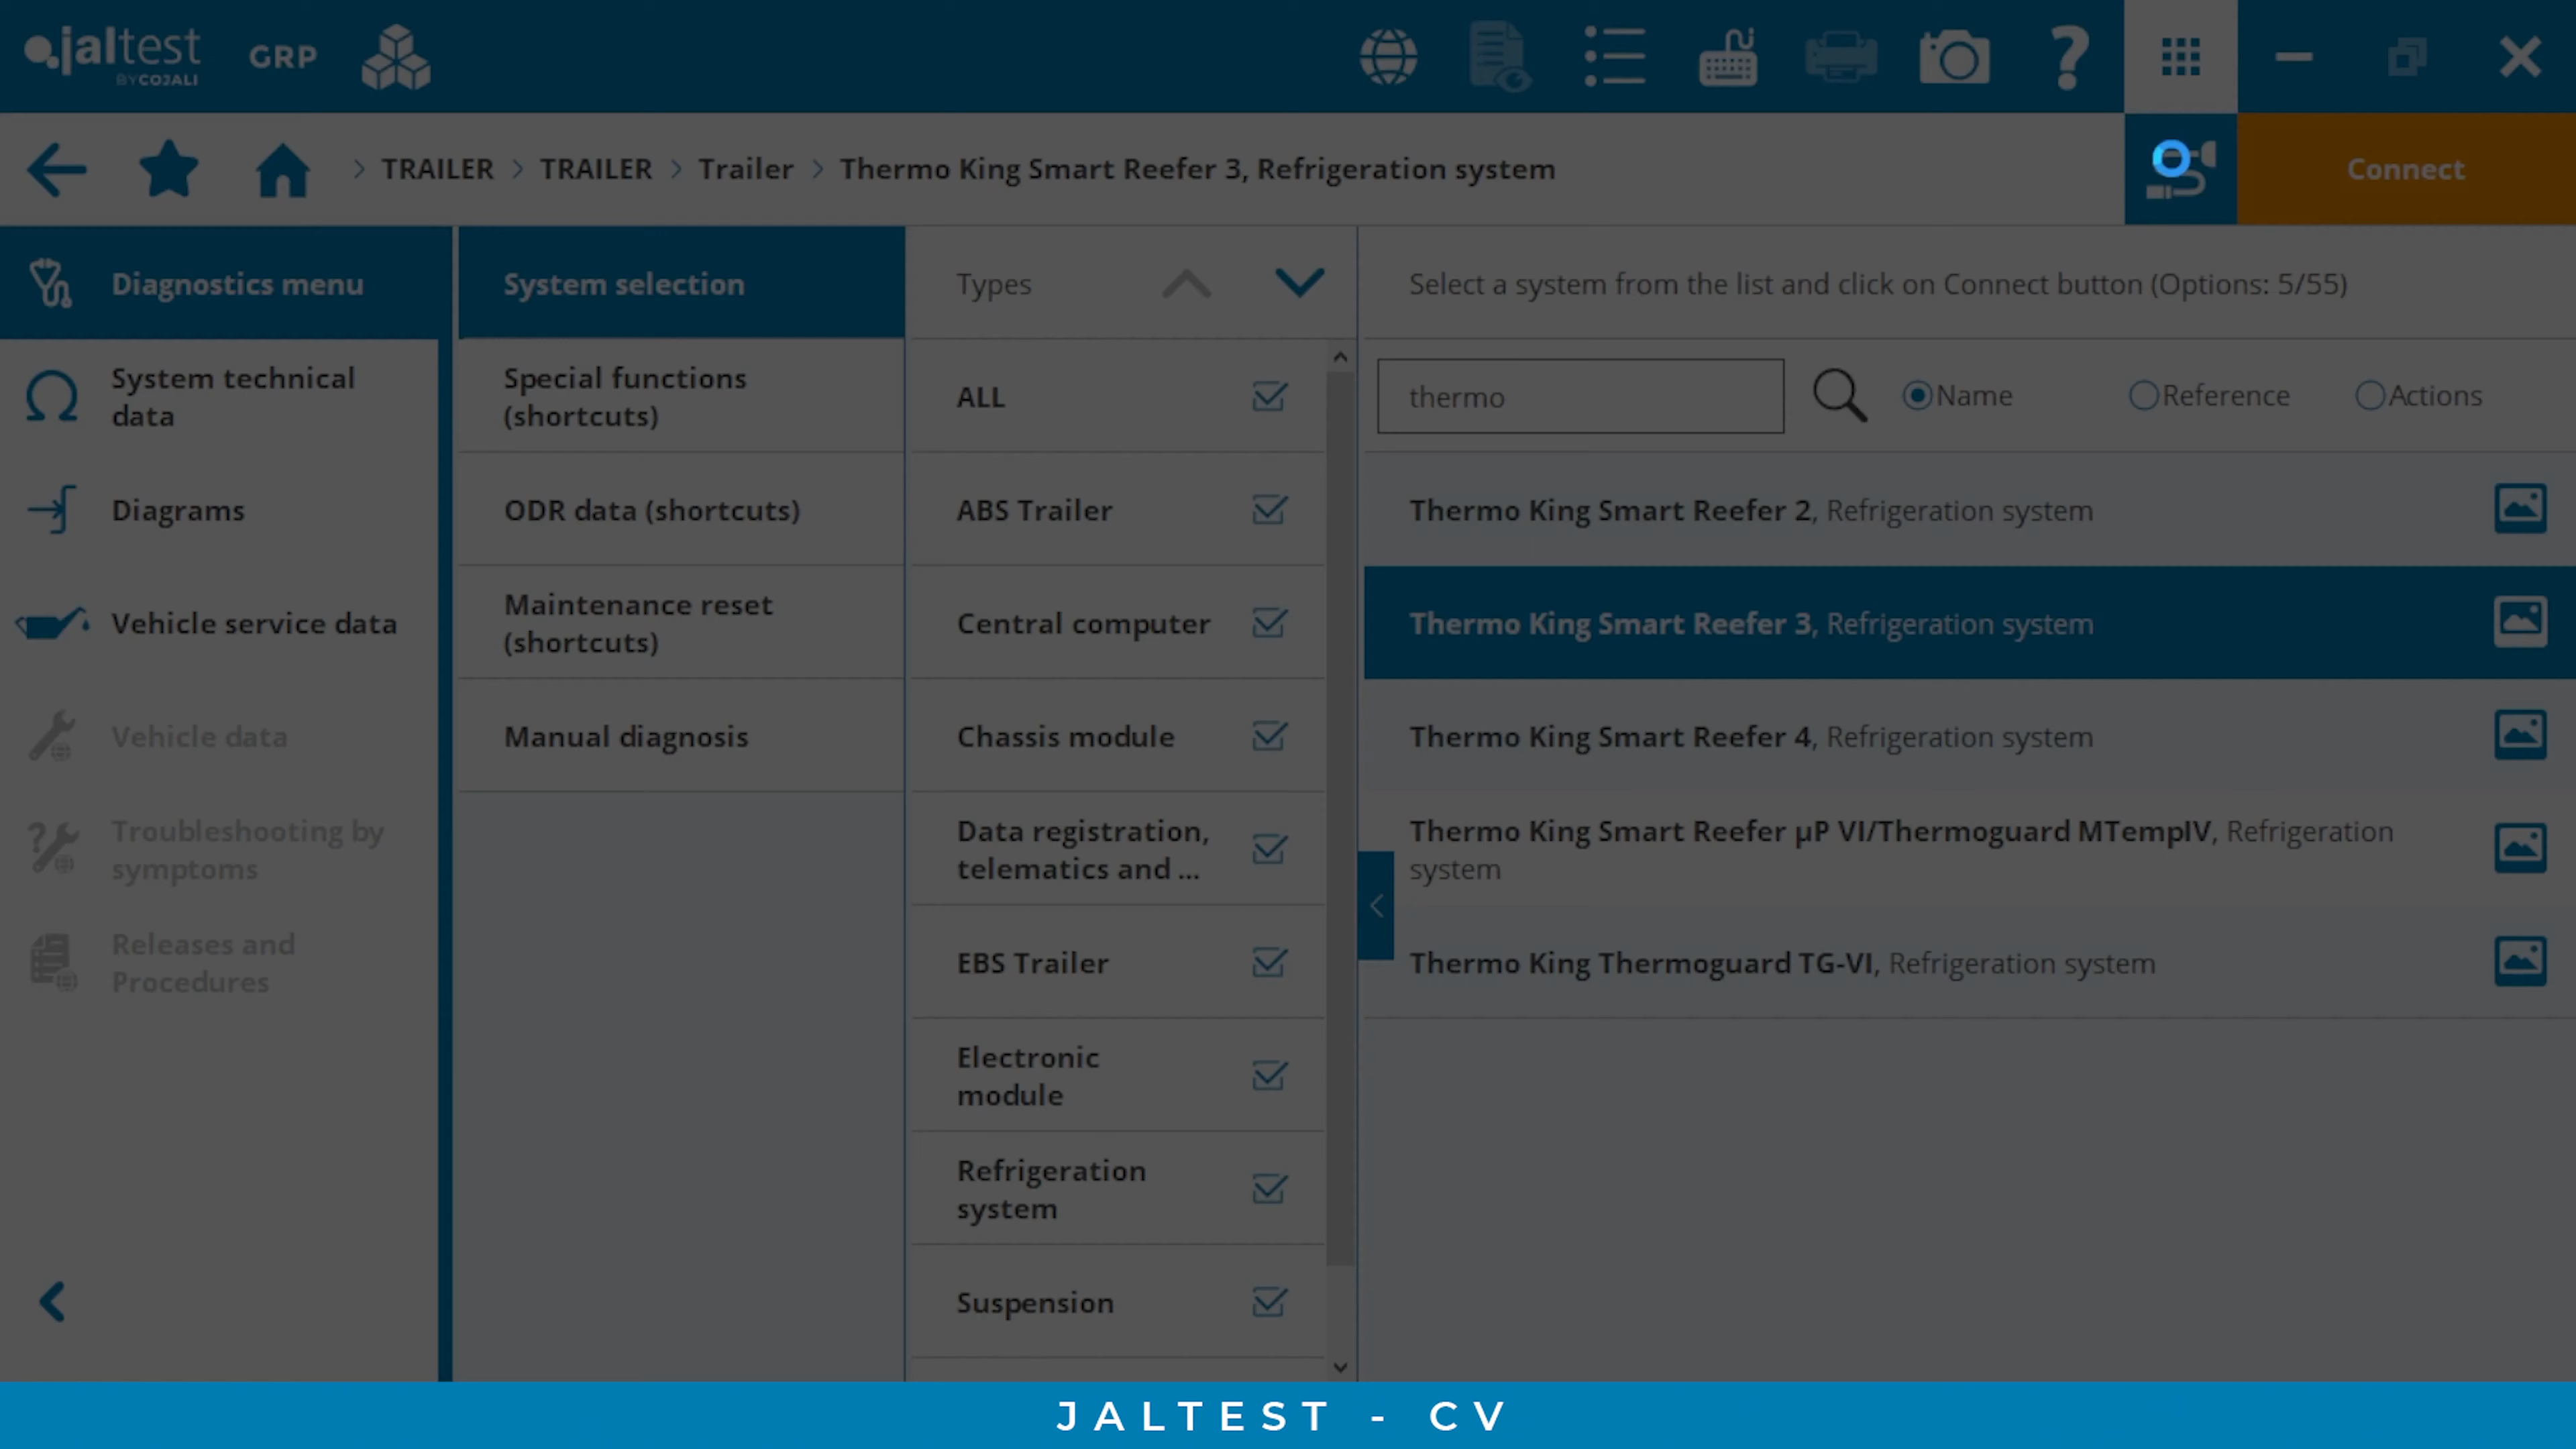 jaltest
BY COJALI
GRP
?
> TRAILER > TRAILER > Trailer > Thermo King Smart Reefer 3, Refrigeration system
Connect
Diagnostics menu
System technical
data
Diagrams
Vehicle service data
Vehicle data
Troubleshooting by
symptoms
Releases and
Procedures
System selection
Special functions
(shortcuts)
ODR data (shortcuts)
Maintenance reset
(shortcuts)
Manual diagnosis
Types
ALL
ABS Trailer
Central computer
Chassis module
Data registration,
telematics and ...
EBS Trailer
Electronic
module
Refrigeration
system
Suspension
Select a system from the list and click on Connect button (Options: 5/55)
thermo
Name
Reference
Actions
Thermo King Smart Reefer 2, Refrigeration system
Thermo King Smart Reefer 3, Refrigeration system
Thermo King Smart Reefer 4, Refrigeration system
Thermo King Smart Reefer µP VI/Thermoguard MTempIV, Refrigeration
system
Thermo King Thermoguard TG-VI, Refrigeration system
JALTEST - CV